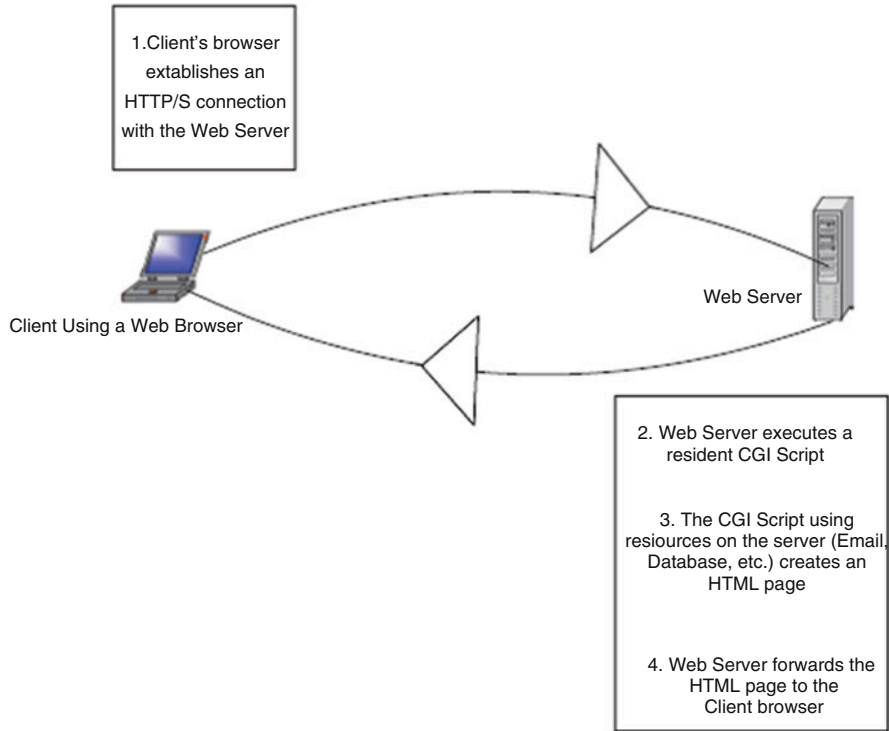 1.Client's browser
extablishes an
HTTP/S connection
with the Web Server
Web Server
Client Using a Web Browser
2. Web Server executes a
resident CGI Script
3. The CGI Script using
resiources on the server (Email,
Database, etc.) creates an
HTML page
4. Web Server forwards the
HTML page to the
Client browser